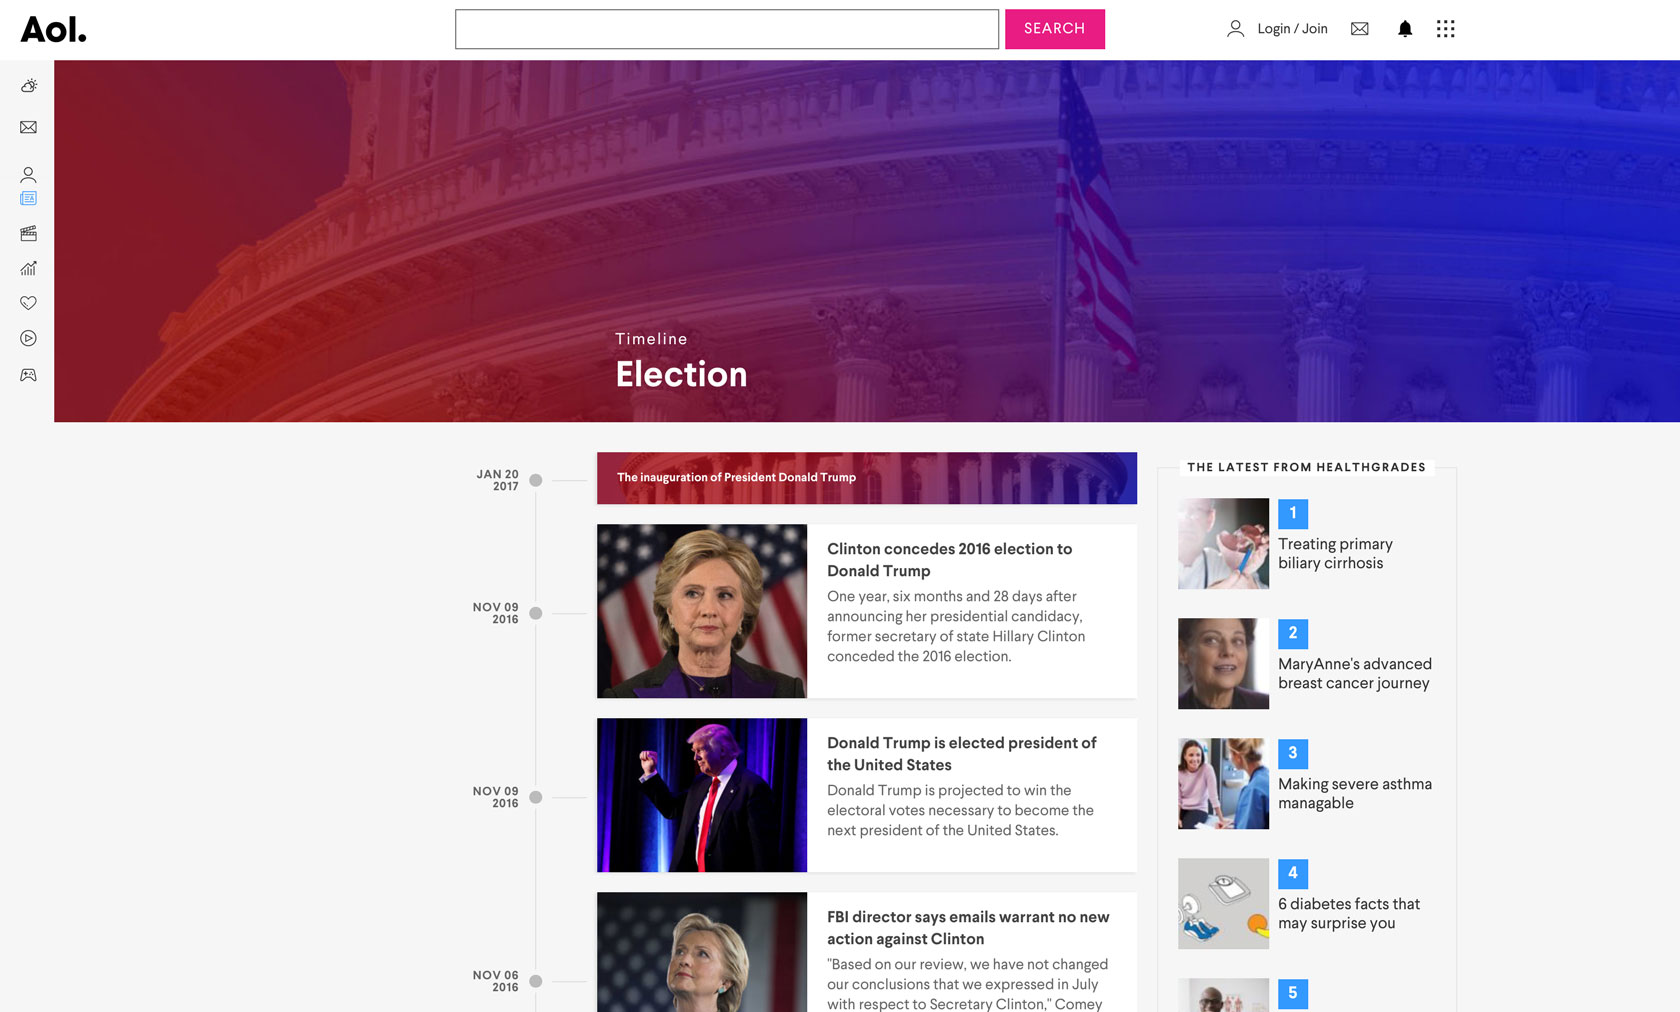 Aol.
SEARCH
Login / Join
Timeline
Election
JAN 20
2017
The inauguration of President Donald Trump
NOV 09
2016
Clinton concedes 2016 election to
Donald Trump
One year, six months and 28 days after
announcing her presidential candidacy,
former secretary of state Hillary Clinton
conceded the 2016 election.
NOV 09
2016
Donald Trump is elected president of
the United States
Donald Trump is projected to win the
electoral votes necessary to become the
next president of the United States.
NOV 06
2016
FBI director says emails warrant no new
action against Clinton
"Based on our review, we have not changed
our conclusions that we expressed in July
with respect to Secretary Clinton," Comey
THE LATEST FROM HEALTHGRADES
1
Treating primary
biliary cirrhosis
2
MaryAnne's advanced
breast cancer journey
3
Making severe asthma
managable
4
6 diabetes facts that
may surprise you
5